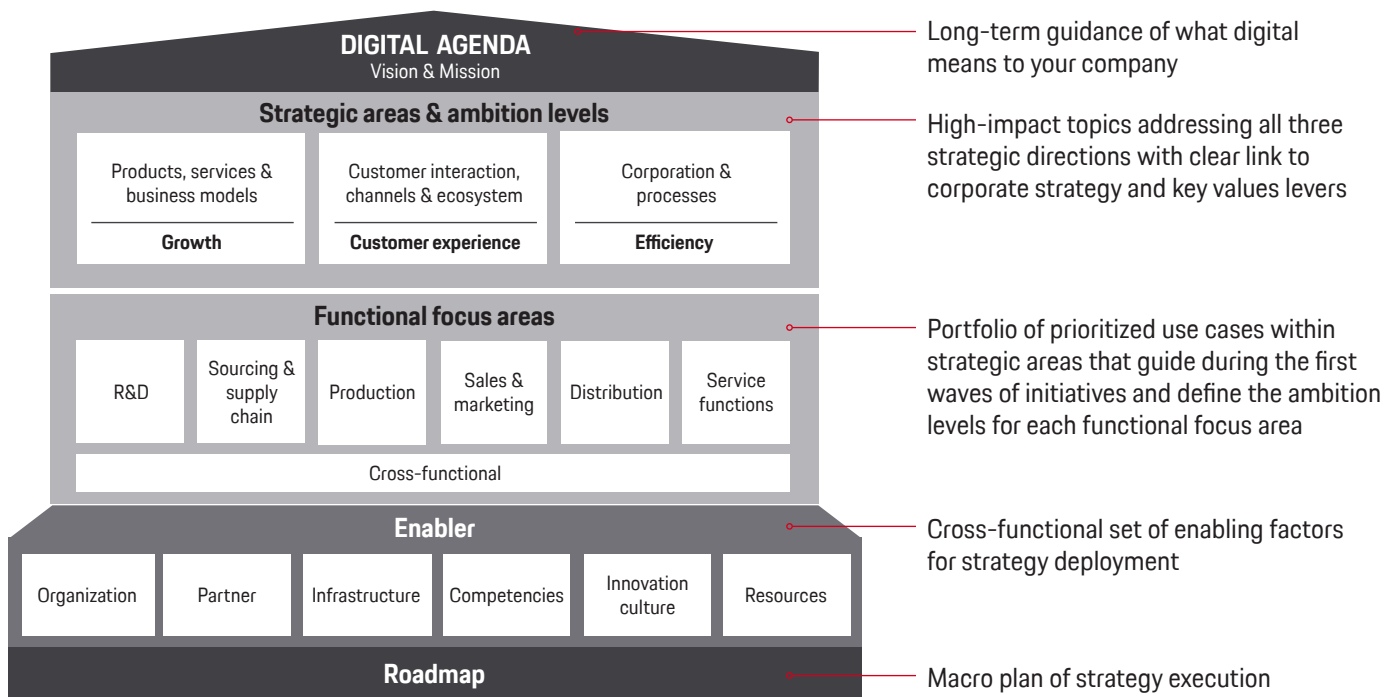 DIGITAL AGENDA
Vision & Mission
Long-term guidance of what digital
means to your company
Strategic areas & ambition levels
Products, services &
business models
Growth
Customer interaction,
channels & ecosystem
Customer experience
Corporation &
processes
Efficiency
High-impact topics addressing all three
strategic directions with clear link to
corporate strategy and key values levers
Functional focus areas
R&D
Sourcing &
supply
chain
Production
Sales &
marketing
Distribution
Service
functions
Cross-functional
Portfolio of prioritized use cases within
strategic areas that guide during the first
waves of initiatives and define the ambition
levels for each functional focus area
Enabler
Organization
Partner
Infrastructure
Competencies
Innovation
culture
Resources
Cross-functional set of enabling factors
for strategy deployment
Roadmap
Macro plan of strategy execution